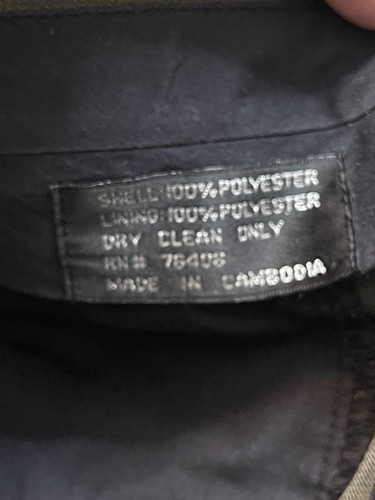 SHELL:100% POLYESTER
LINING:100% POLYESTER
DRY CLEAN ONLY
RN# 76408
MADE IN CAMBODIA